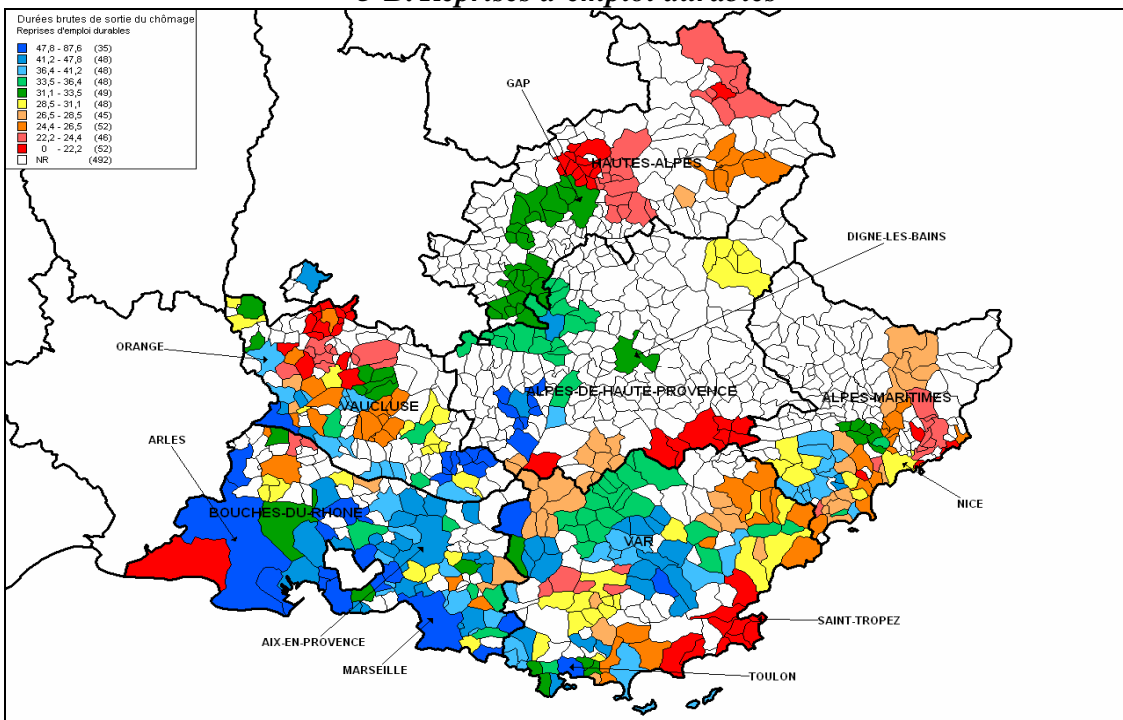 3-B: Reprises d'emploi durables
Durées brutes de sortie du chômage
Reprises d'emploi durables
47,8 - 87,6 (35)
41,2 - 47,8 (48)
36,4 - 41,2 (48)
33,5 - 36,4 (48)
31,1 - 33,5 (49)
28,5 - 31,1 (48)
26,5 - 28,5 (45)
24,4 - 26,5 (52)
22,2 - 24,4 (46)
0 - 22,2 (52)
NR (492)
GAP
HAUTES-ALPES
DIGNE-LES-BAINS
ORANGE
ALPES-DE-HAUTE-PROVENCE
ALPES-MARITIMES
VAUCLUSE
ARLES
NICE
BOUCHES-DU-RHONE
VAR
SAINT-TROPEZ
AIX-EN-PROVENCE
MARSEILLE
TOULON